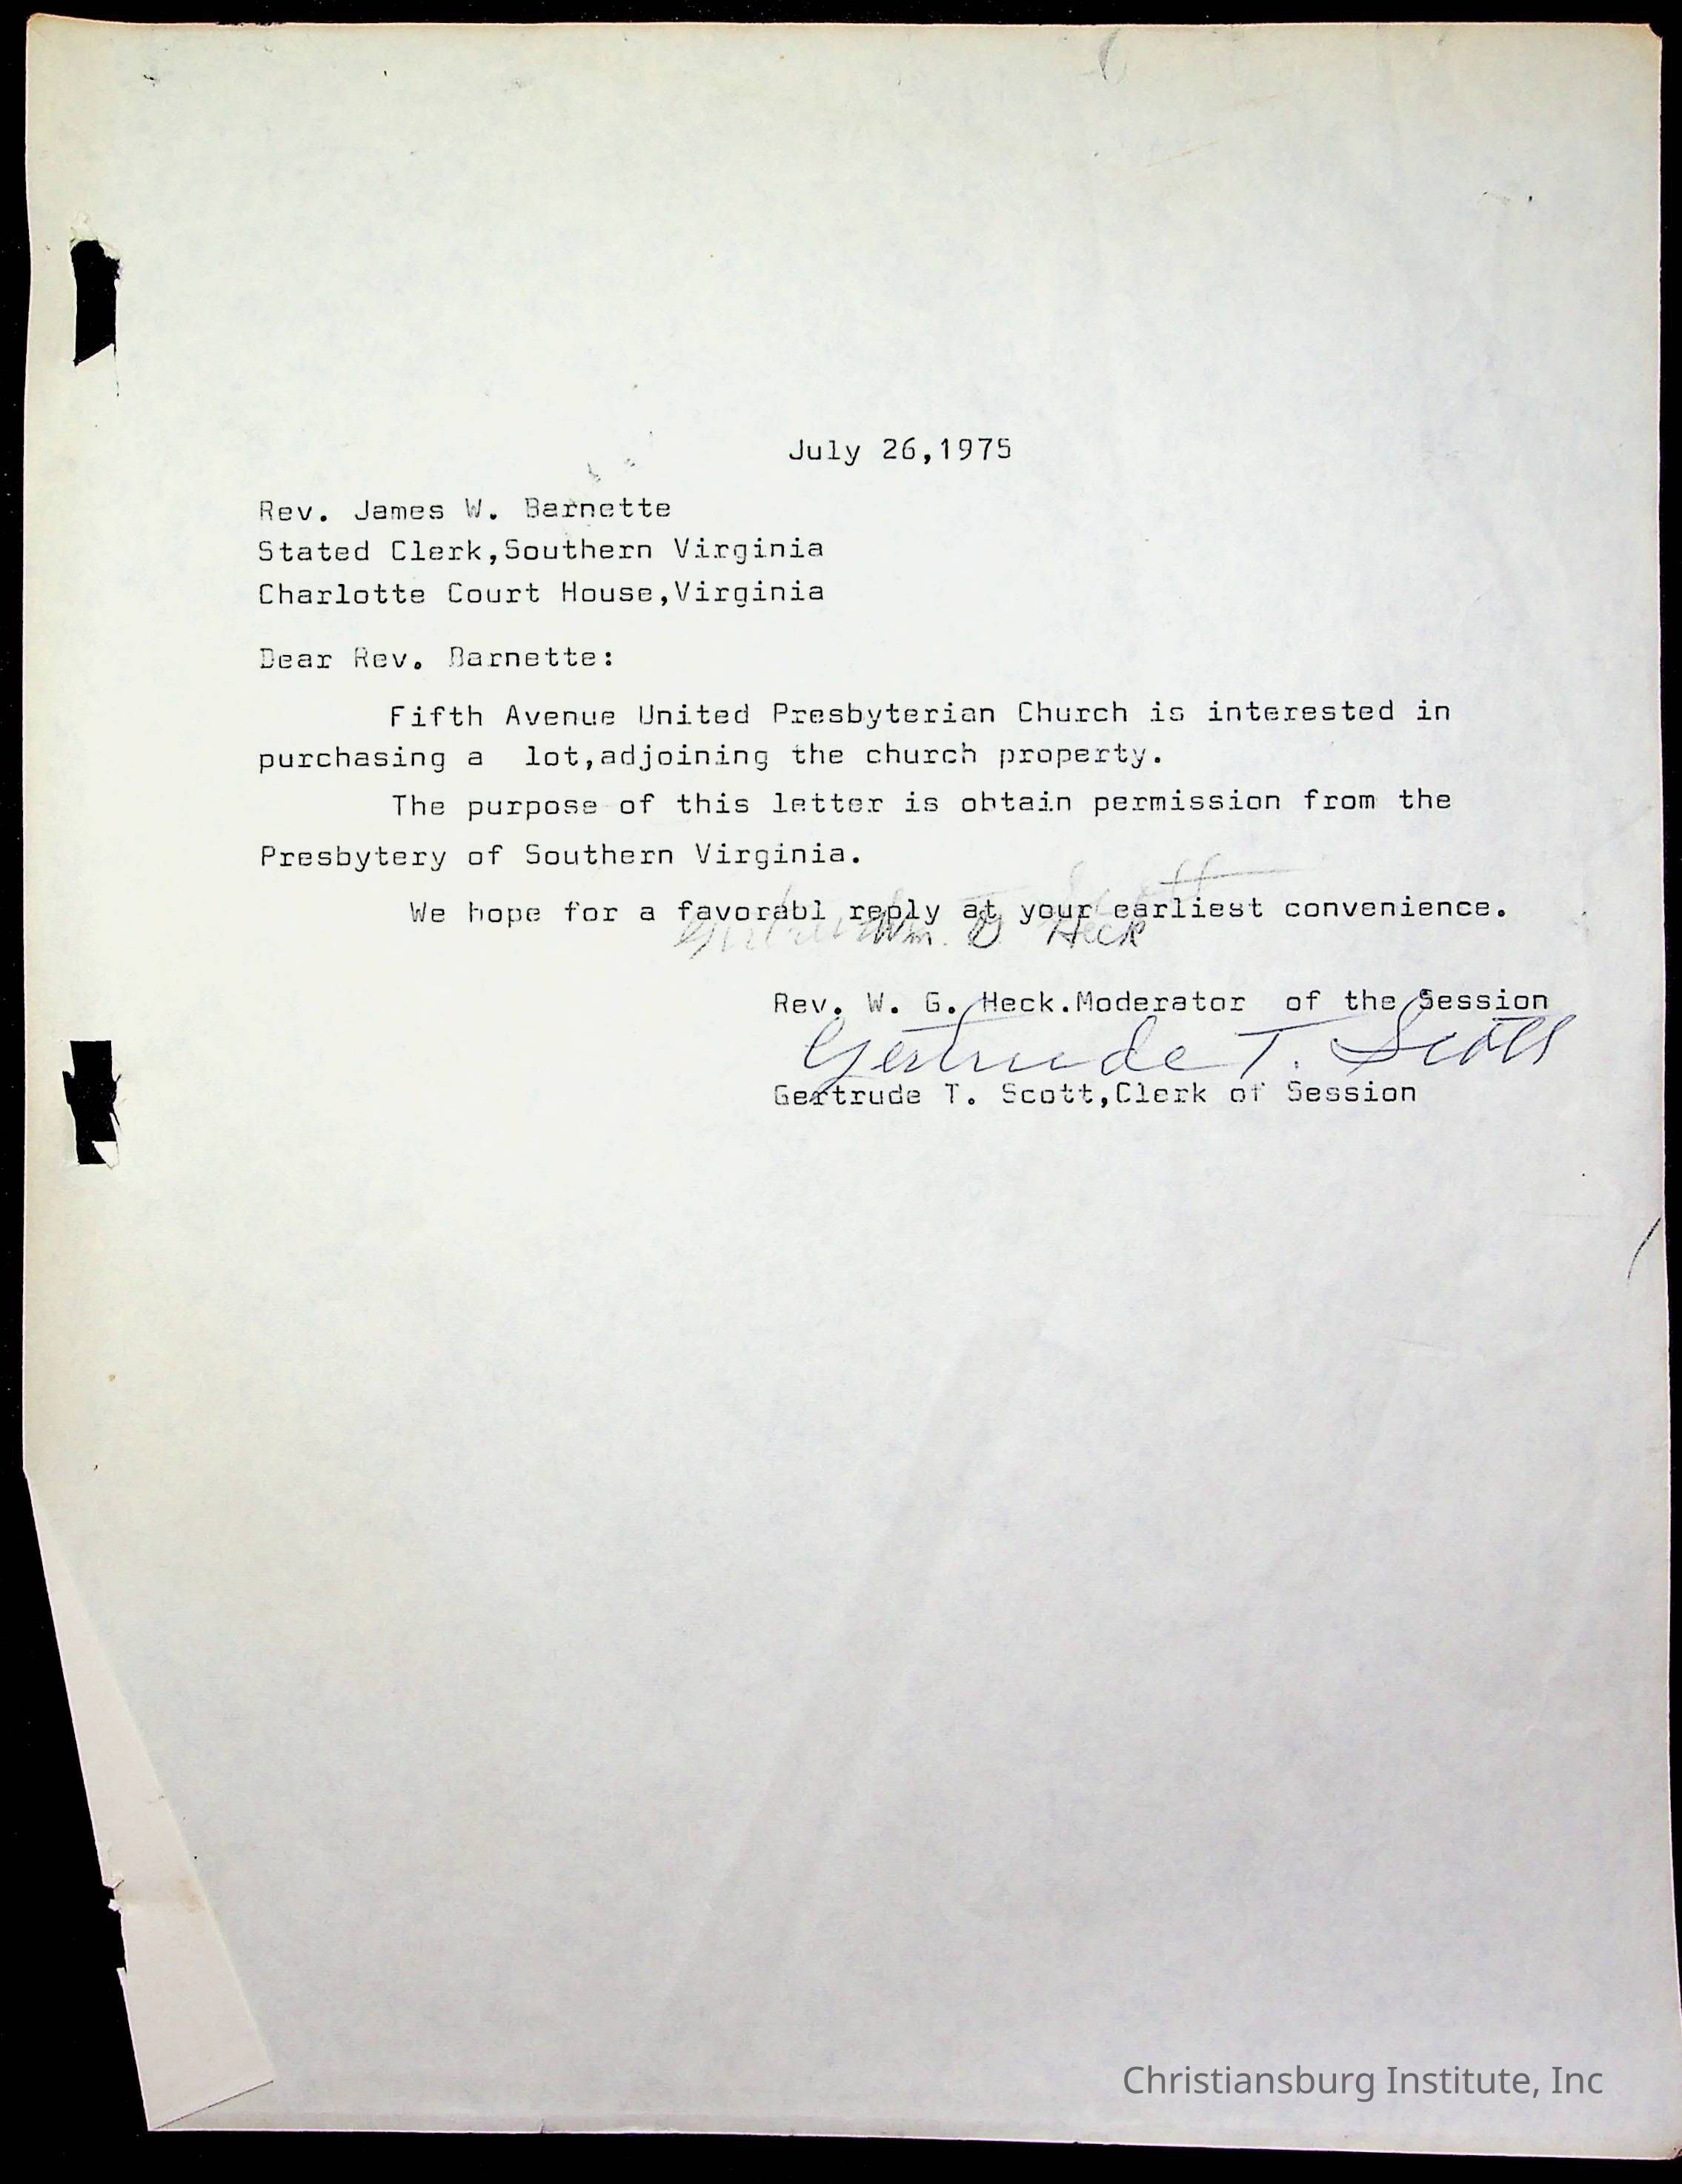 July 26,1975
Rev. James W. Barnette
Stated Clerk,Southern Virginia
Charlotte Court House,Virginia
Dear Rev. Barnette:
Fifth Avenue United Presbyterian Church is interested in
purchasing a lot,adjoining the church property.
The purpose of this letter is obtain permission from the
Presbytery of Southern Virginia.
We hope for a favorabl reply at your earliest convenience.
Wm. G Heck
Rev. W. G. Heck.Moderator of the Session
Gertrude T. Scott
Gertrude T. Scott,Clerk of Session
Christiansburg Institute, Inc